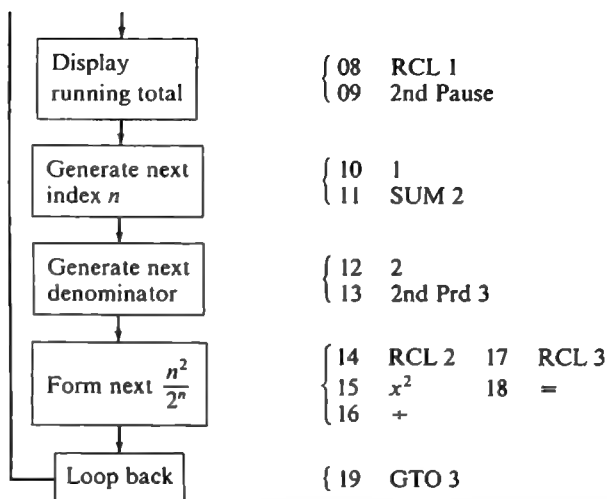 Display
running total
08 RCL 1
09 2nd Pause
Generate next
index n
10 1
11 SUM 2
Generate next
denominator
12 2
13 2nd Prd 3
Form next n²/2ⁿ
14 RCL 2 17 RCL 3
15 x² 18 =
16 ÷
Loop back
19 GTO 3